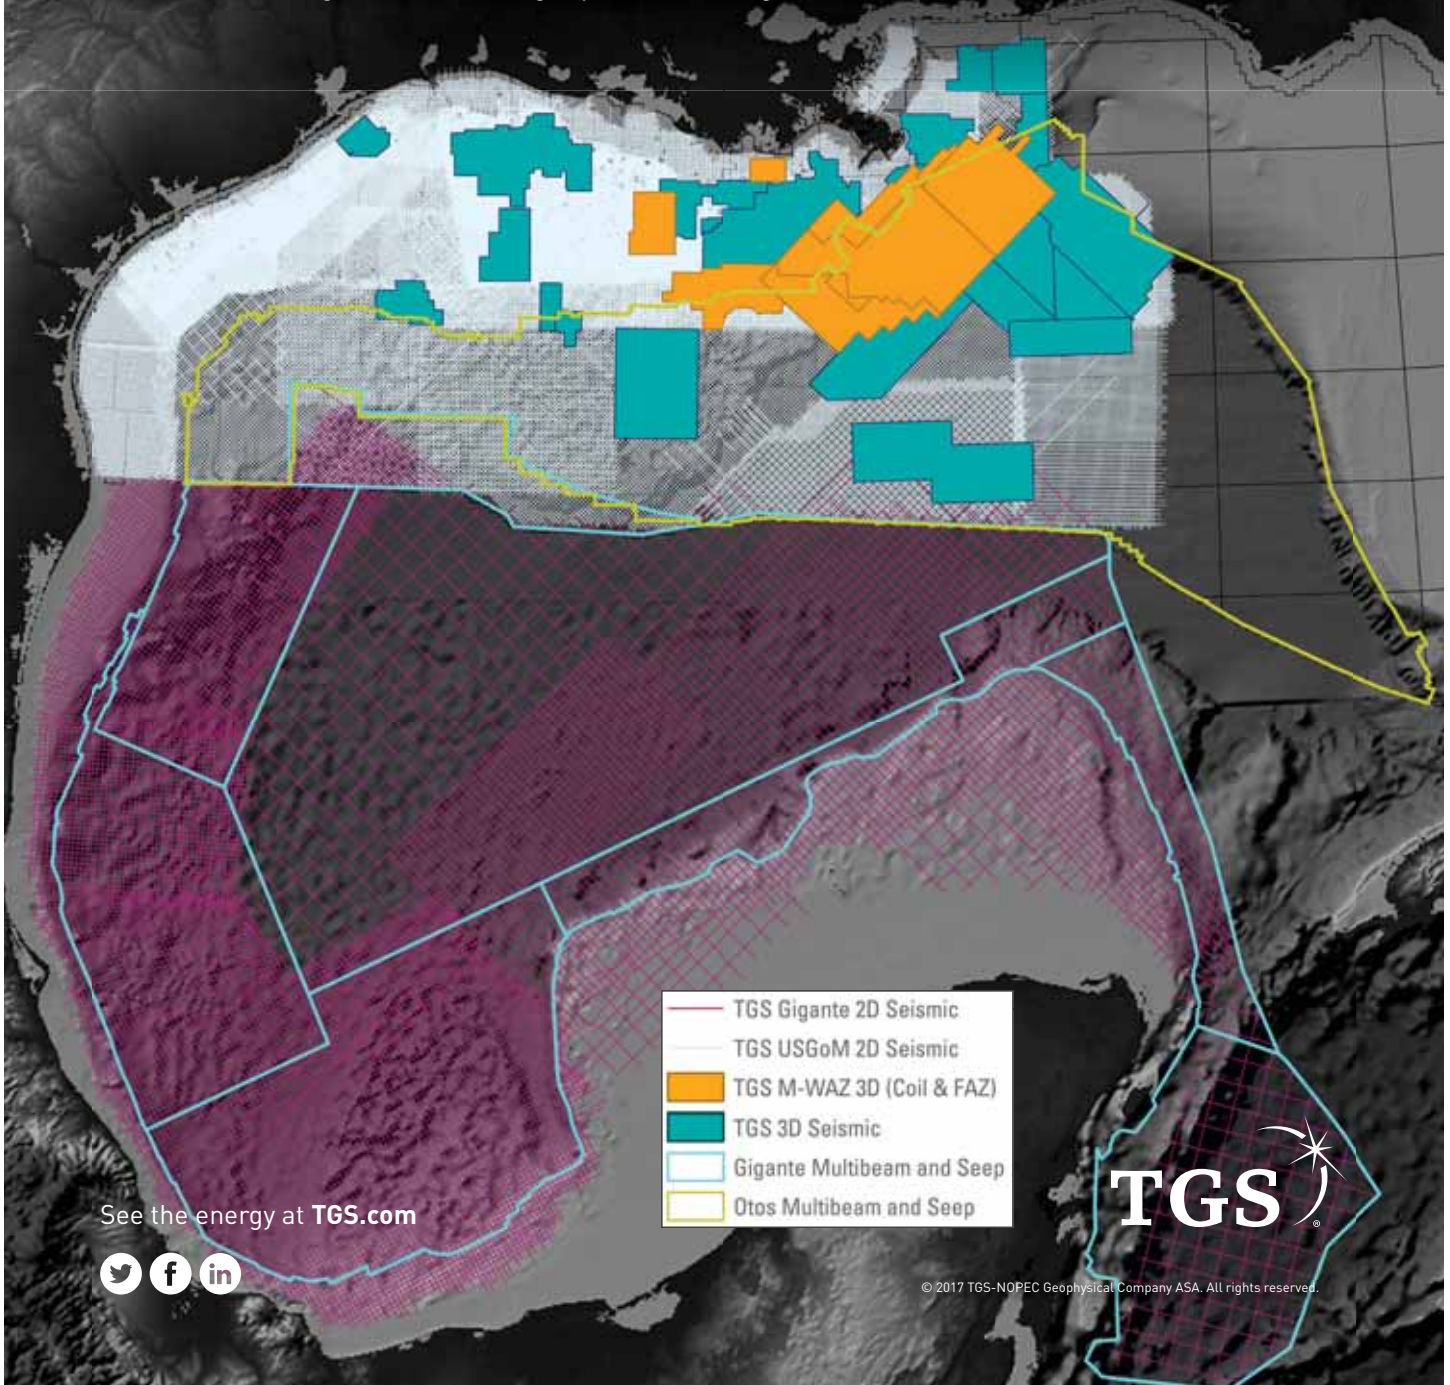 TGS Gigante 2D Seismic
TGS USGoM 2D Seismic
TGS M-WAZ 3D (Coil & FAZ)
TGS 3D Seismic
Gigante Multibeam and Seep
Otos Multibeam and Seep
TGS
®
See the energy at TGS.com
f in
© 2017 TGS-NOPEC Geophysical Company ASA. All rights reserved.